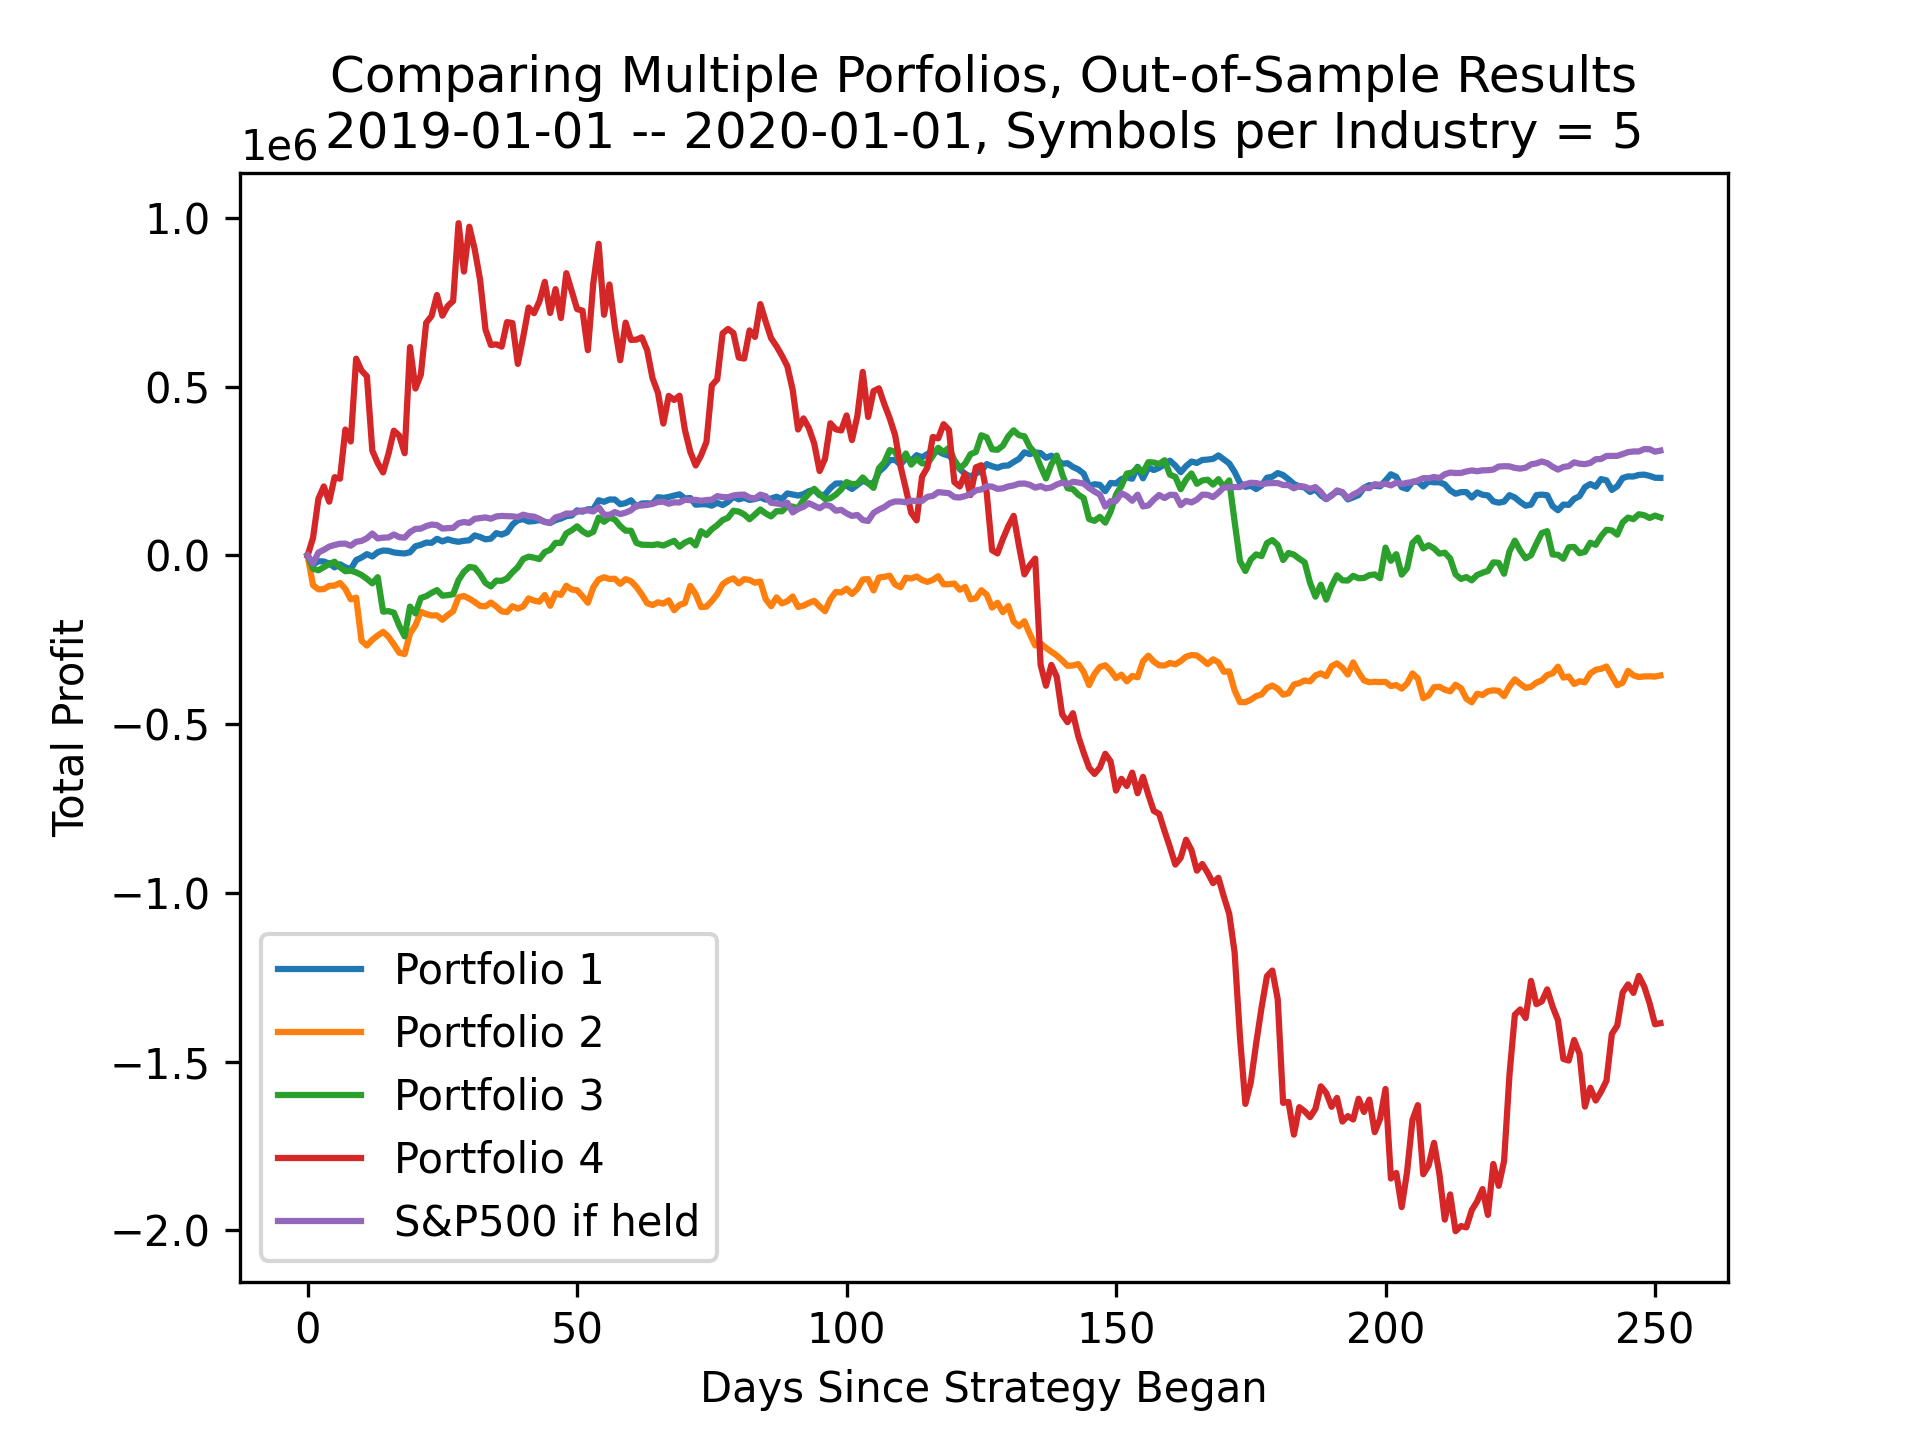 Comparing Multiple Porfolios, Out-of-Sample Results
2019-01-01 -- 2020-01-01, Symbols per Industry = 5
1e6
1.0
0.5
0.0
−0.5
−1.0
−1.5
−2.0
Total Profit
Portfolio 1
Portfolio 2
Portfolio 3
Portfolio 4
S&P500 if held
0 50 100 150 200 250
Days Since Strategy Began